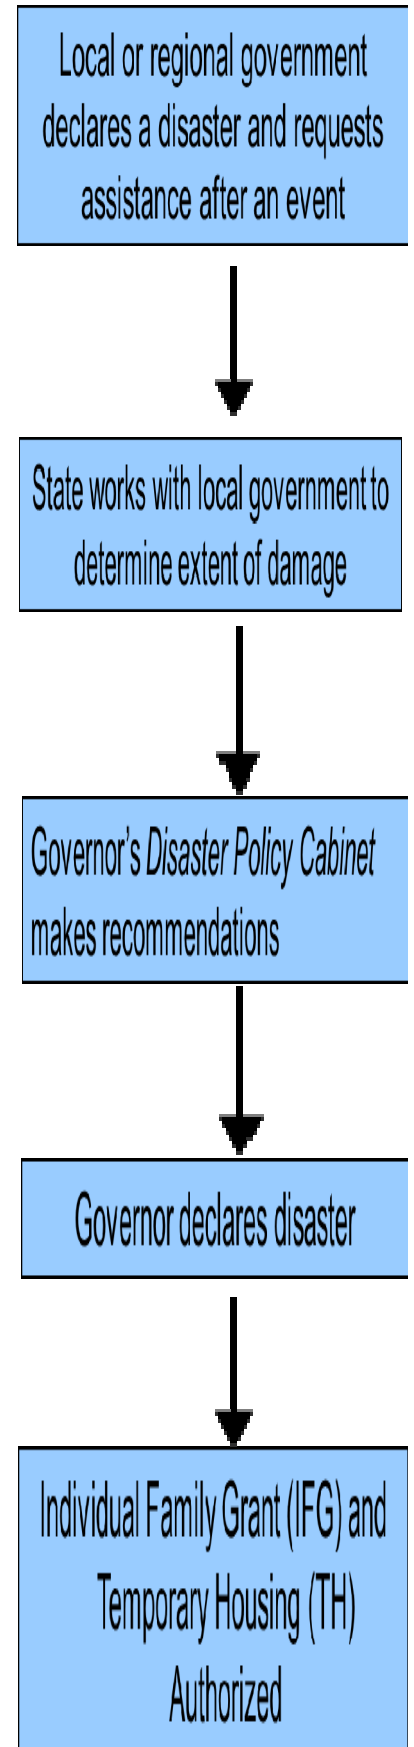 Local or regional government
declares a disaster and requests
assistance after an event
State works with local government to
determine extent of damage
Governor’s Disaster Policy Cabinet
makes recommendations
Governor declares disaster
Individual Family Grant (IFG) and
Temporary Housing (TH)
Authorized